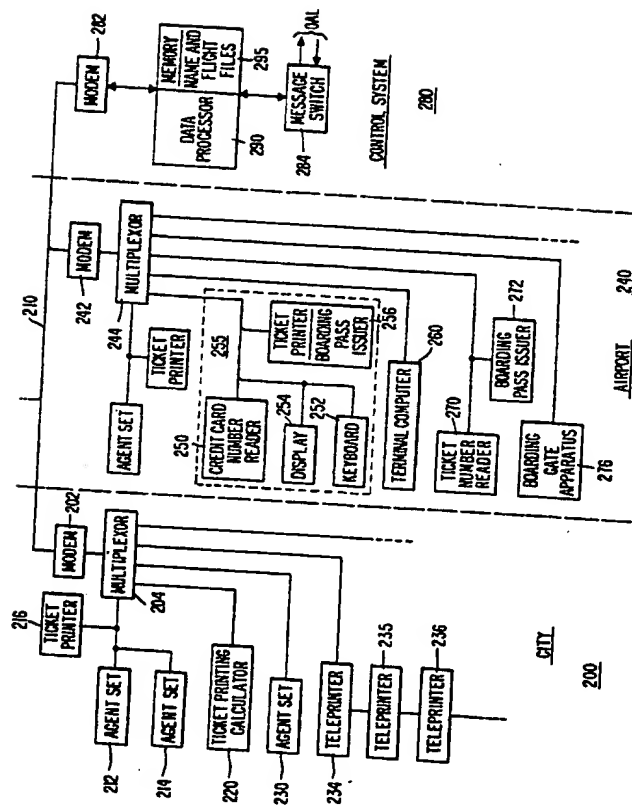 216
TICKET
PRINTER
202
MODEM
MULTIPLEXOR
204
212
AGENT SET
214
AGENT SET
220
TICKET PRINTING
CALCULATOR
230
AGENT SET
234
TELEPRINTER
235
TELEPRINTER
236
TELEPRINTER
CITY
200
210
242
MODEM
244
MULTIPLEXOR
AGENT SET
TICKET
PRINTER
250
CREDIT CARD
NUMBER
READER
255
254
DISPLAY
252
KEYBOARD
TICKET
PRINTER
BOARDING
PASS
ISSUER
256
260
TERMINAL COMPUTER
270
TICKET
NUMBER
READER
272
BOARDING
PASS ISSUER
BOARDING
GATE
APPARATUS
276
AIRPORT
240
282
MODEM
DATA
PROCESSOR
290
MEMORY
NAME AND
FLIGHT
FILES
295
284
MESSAGE
SWITCH
OAL
CONTROL SYSTEM
280